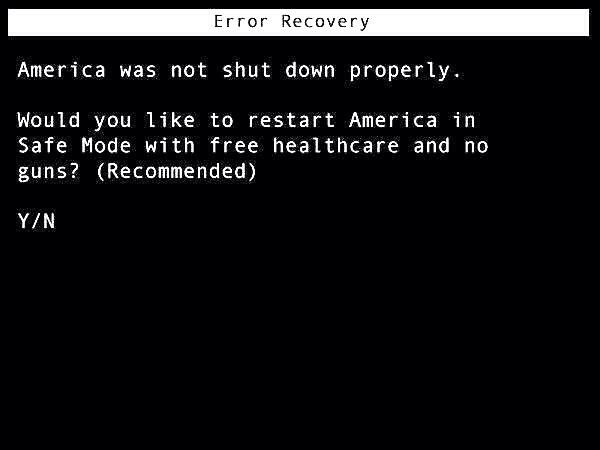 Error Recovery
America was not shut down properly.
Would you like to restart America in
Safe Mode with free healthcare and no
guns? (Recommended)
Y/N